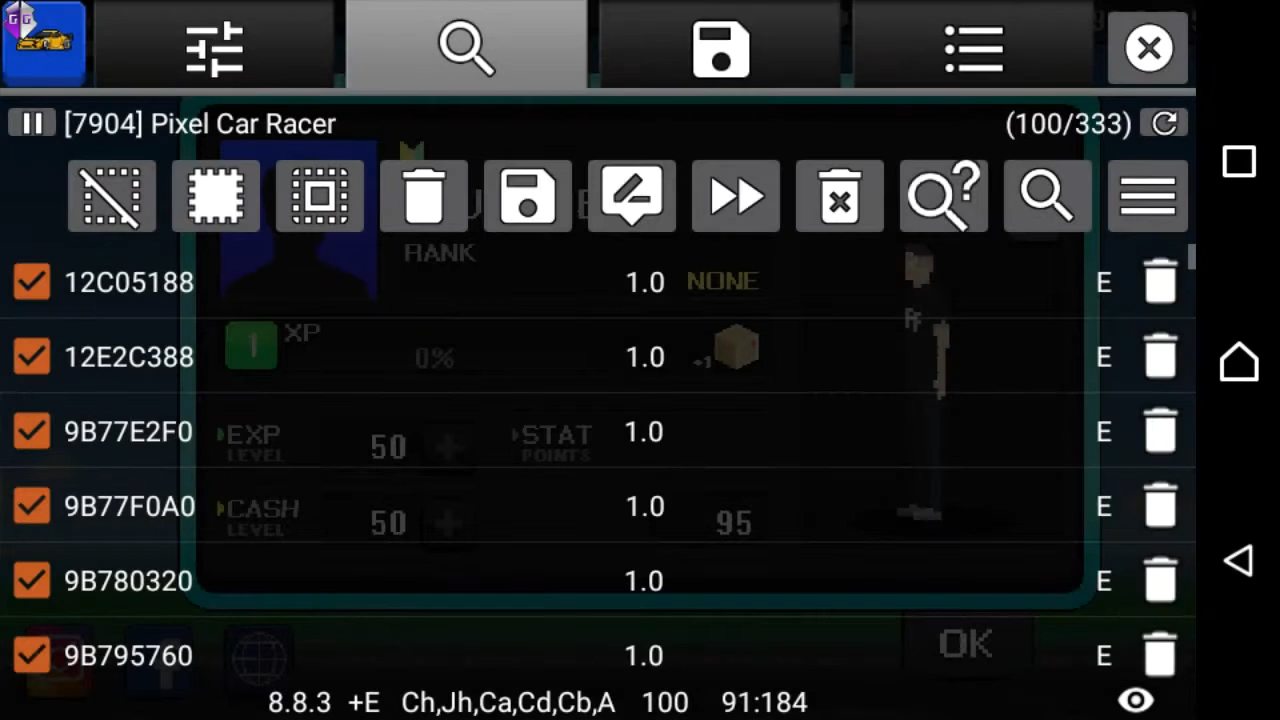 GG
[7904] Pixel Car Racer
(100/333)
?
RANK
12C05188 1.0 NONE E
XP
1
12E2C388 0% 1.0 +1 E
9B77E2F0 1.0 E
EXP
LEVEL
50 +
STAT
POINTS
9B77F0A0 1.0 E
CASH
LEVEL
50 +
95
9B780320 1.0 E
9B795760 1.0 E
OK
8.8.3 +E Ch,Jh,Ca,Cd,Cb,A 100 91:184